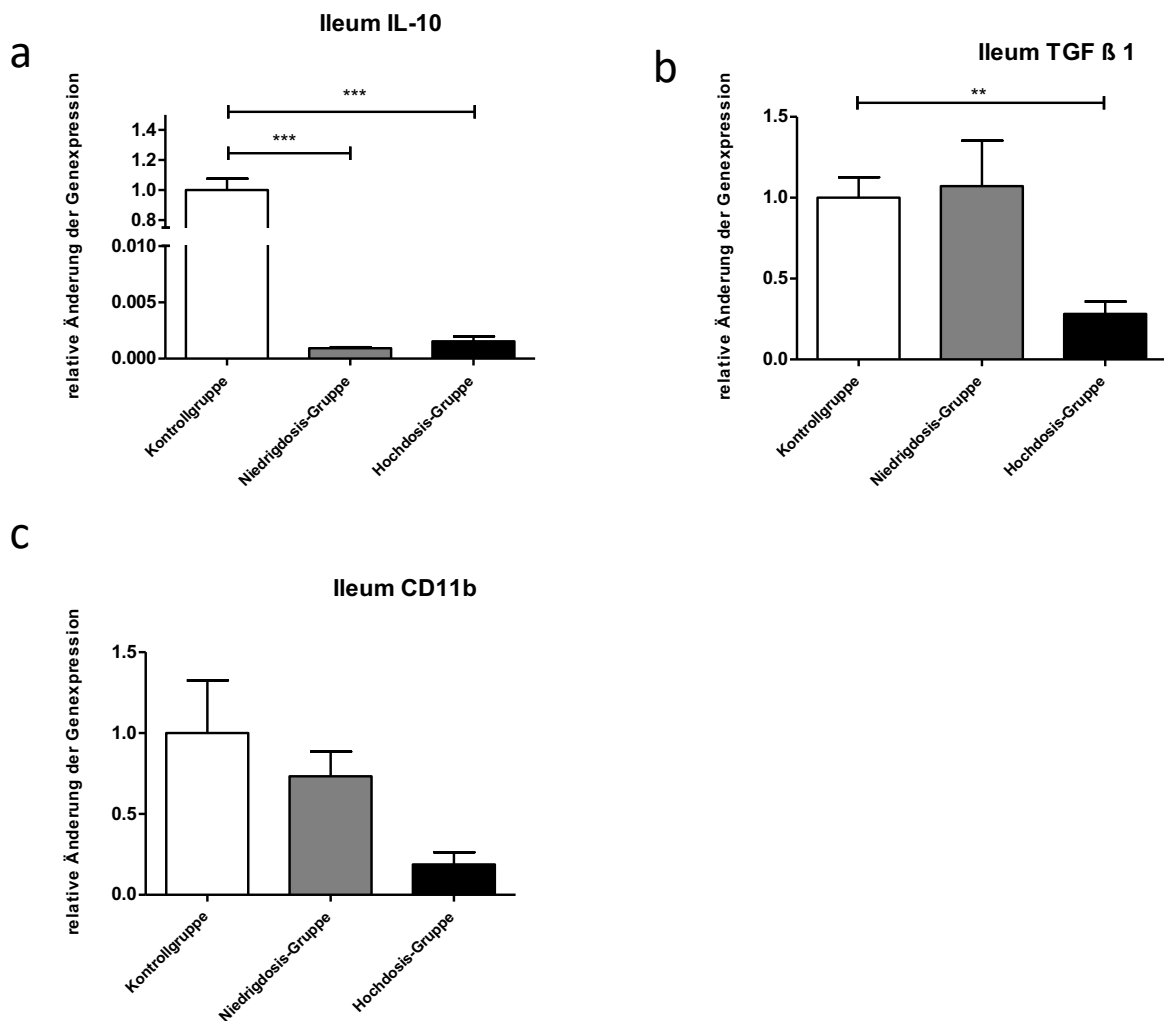 a
Ileum IL-10
relative Änderung der Genexpression
1.4
1.2
1.0
0.8
0.010
0.005
0.000
***
***
Kontrollgruppe
Niedrigdosis-Gruppe
Hochdosis-Gruppe
b
Ileum TGF ß 1
relative Änderung der Genexpression
1.5
1.0
0.5
0.0
**
Kontrollgruppe
Niedrigdosis-Gruppe
Hochdosis-Gruppe
c
Ileum CD11b
relative Änderung der Genexpression
1.5
1.0
0.5
0.0
Kontrollgruppe
Niedrigdosis-Gruppe
Hochdosis-Gruppe